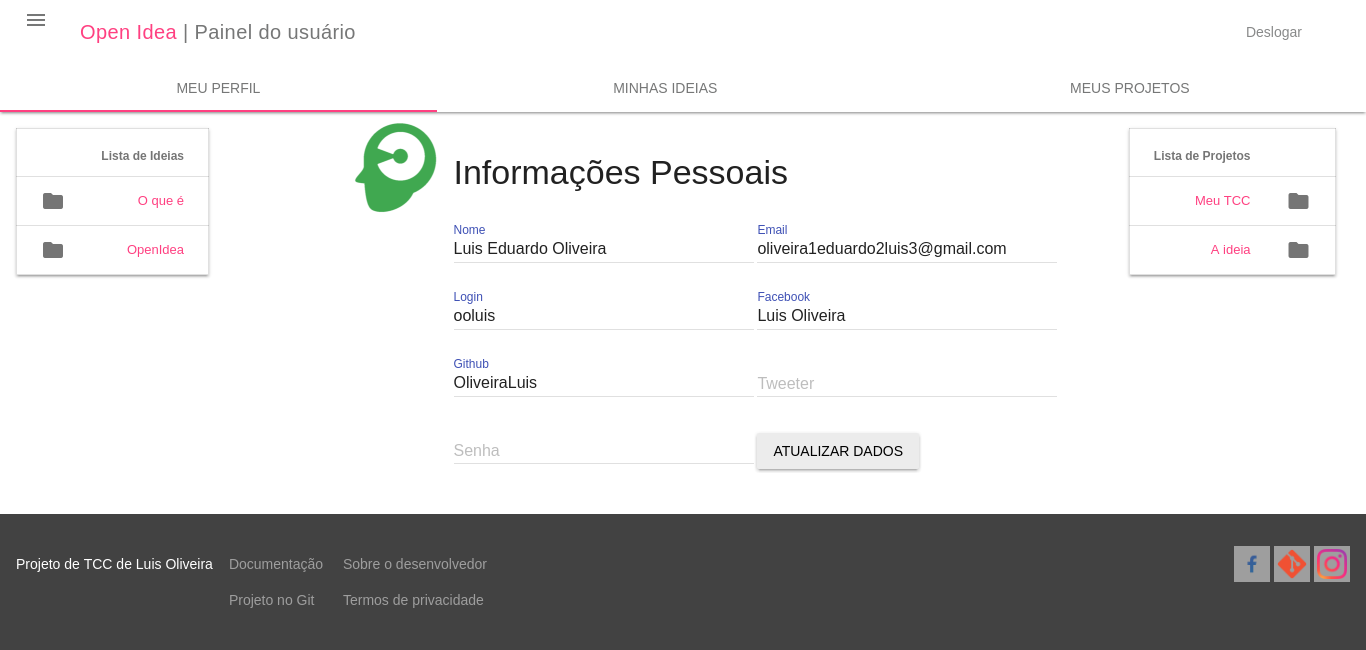 Open Idea | Painel do usuário
Deslogar
MEU PERFIL
MINHAS IDEIAS
MEUS PROJETOS
Lista de Ideias
O que é
OpenIdea
Informações Pessoais
Nome
Luis Eduardo Oliveira
Email
oliveira1eduardo2luis3@gmail.com
Login
ooluis
Facebook
Luis Oliveira
Github
OliveiraLuis
Tweeter
Senha
ATUALIZAR DADOS
Lista de Projetos
Meu TCC
A ideia
Projeto de TCC de Luis Oliveira
Documentação
Sobre o desenvolvedor
Projeto no Git
Termos de privacidade